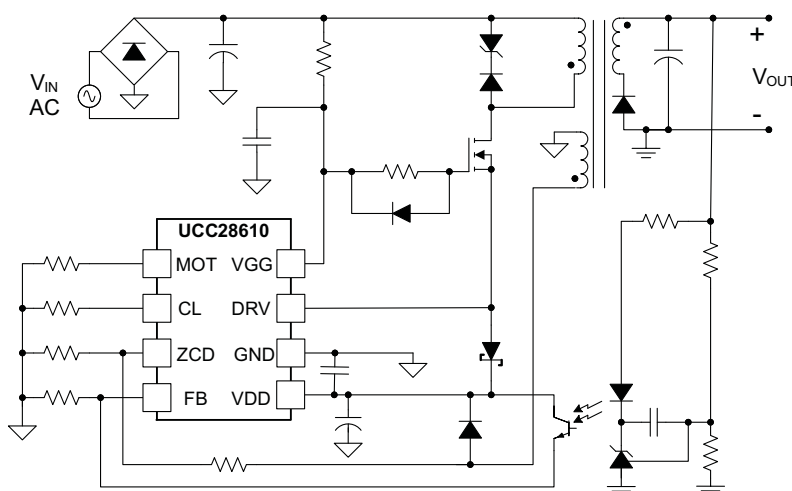 +
V_IN
AC
V_OUT
-
UCC28610
MOT VGG
CL DRV
ZCD GND
FB VDD